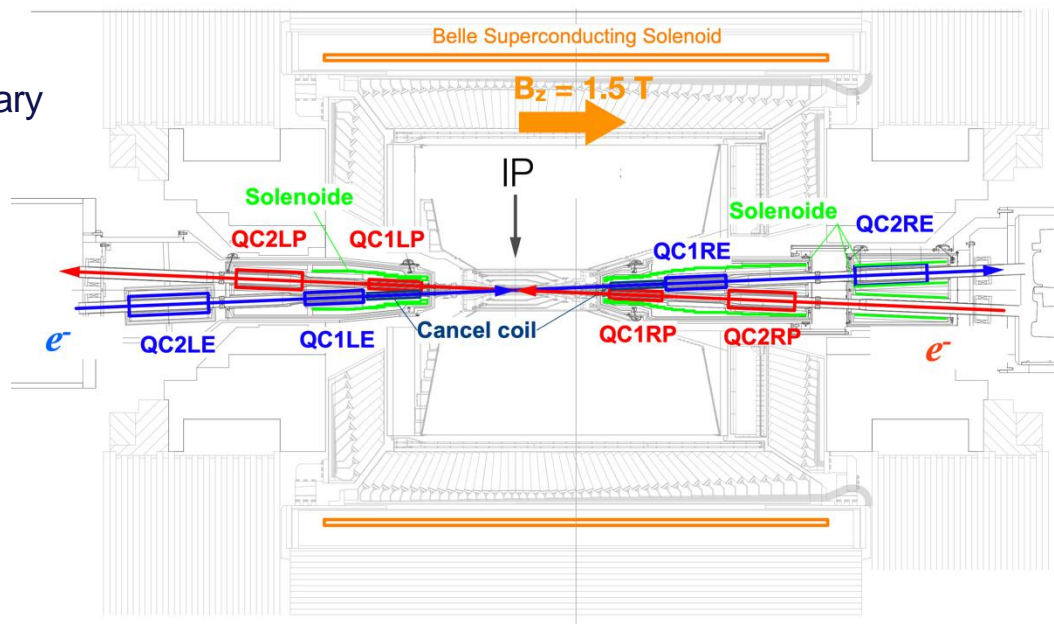 Belle Superconducting Solenoid
ary
B_z = 1.5 T
IP
Solenoide
Solenoide
QC2RE
QC2LP
QC1LP
QC1RE
e-
QC2LE
QC1LE
Cancel coil
QC1RP
QC2RP
e-